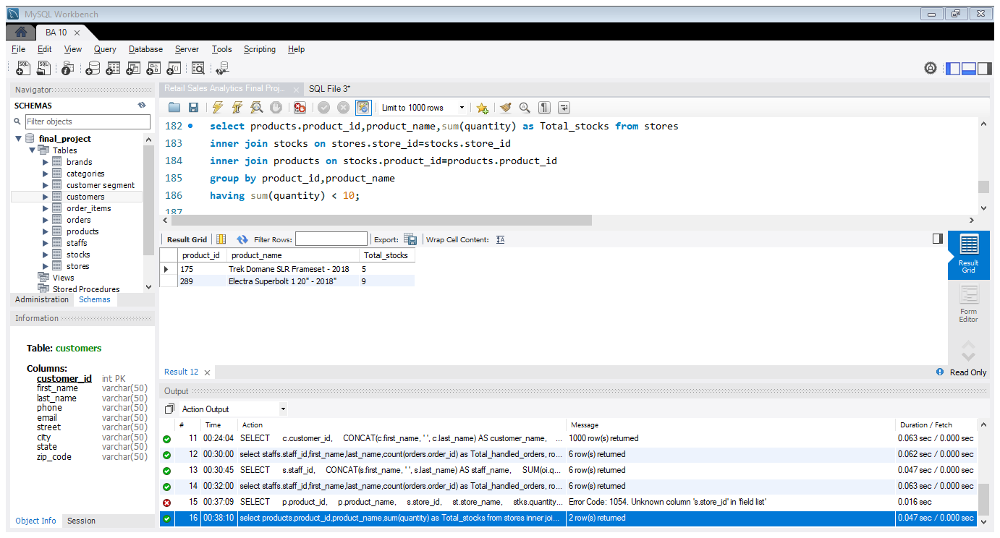 MySQL Workbench
BA 10
File Edit View Query Database Server Tools Scripting Help
Navigator
SCHEMAS
Filter objects
final_project
Tables
brands
categories
customer segment
customers
order_items
orders
products
staffs
stocks
stores
Views
Stored Procedures
Administration Schemas
Information
Table: customers
Columns:
customer_id int PK
first_name varchar(50)
last_name varchar(50)
phone varchar(50)
email varchar(50)
street varchar(50)
city varchar(50)
state varchar(50)
zip_code varchar(50)
Object Info Session
Retail Sales Analytics Final Proj... SQL File 3*
Limit to 1000 rows
182 select products.product_id,product_name,sum(quantity) as Total_stocks from stores
183 inner join stocks on stores.store_id=stocks.store_id
184 inner join products on stocks.product_id=products.product_id
185 group by product_id,product_name
186 having sum(quantity) < 10;
187
Result Grid Filter Rows: Export: Wrap Cell Content:
product_id product_name Total_stocks
175 Trek Domane SLR Frameset - 2018 5
289 Electra Superbolt 1 20" - 2018" 9
Result Grid
Form Editor
Result 12
Read Only
Output
Action Output
# Time Action Message Duration / Fetch
11 00:24:04 SELECT c.customer_id, CONCAT(c.first_name, ' ', c.last_name) AS customer_name, ... 1000 row(s) returned 0.063 sec / 0.000 sec
12 00:30:00 select staffs.staff_id,first_name,last_name,count(orders.order_id) as Total_handled_orders, ro... 6 row(s) returned 0.062 sec / 0.000 sec
13 00:30:45 SELECT s.staff_id, CONCAT(s.first_name, ' ', s.last_name) AS staff_name, SUM(oi.q... 6 row(s) returned 0.047 sec / 0.000 sec
14 00:32:00 select staffs.staff_id,first_name,last_name,count(orders.order_id) as Total_handled_orders, ro... 6 row(s) returned 0.063 sec / 0.000 sec
15 00:37:09 SELECT p.product_id, p.product_name, s.store_id, st.store_name, stks.quantity... Error Code: 1054. Unknown column 's.store_id' in 'field list' 0.016 sec
16 00:38:10 select products.product_id,product_name,sum(quantity) as Total_stocks from stores inner joi... 2 row(s) returned 0.047 sec / 0.000 sec